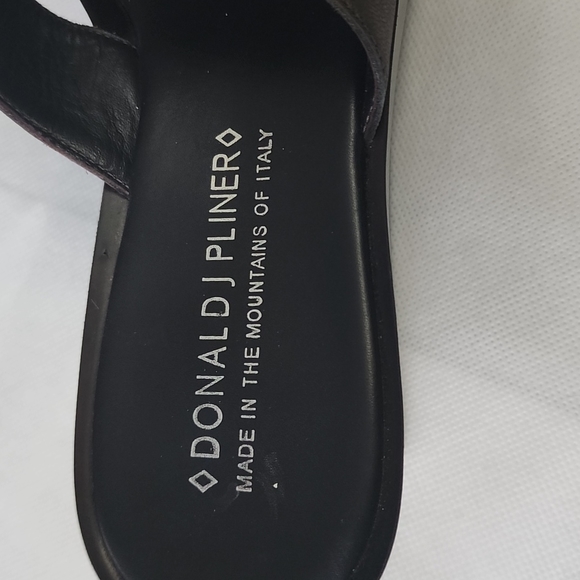 ◇DONALD J PLINER◇
MADE IN THE MOUNTAINS OF ITALY